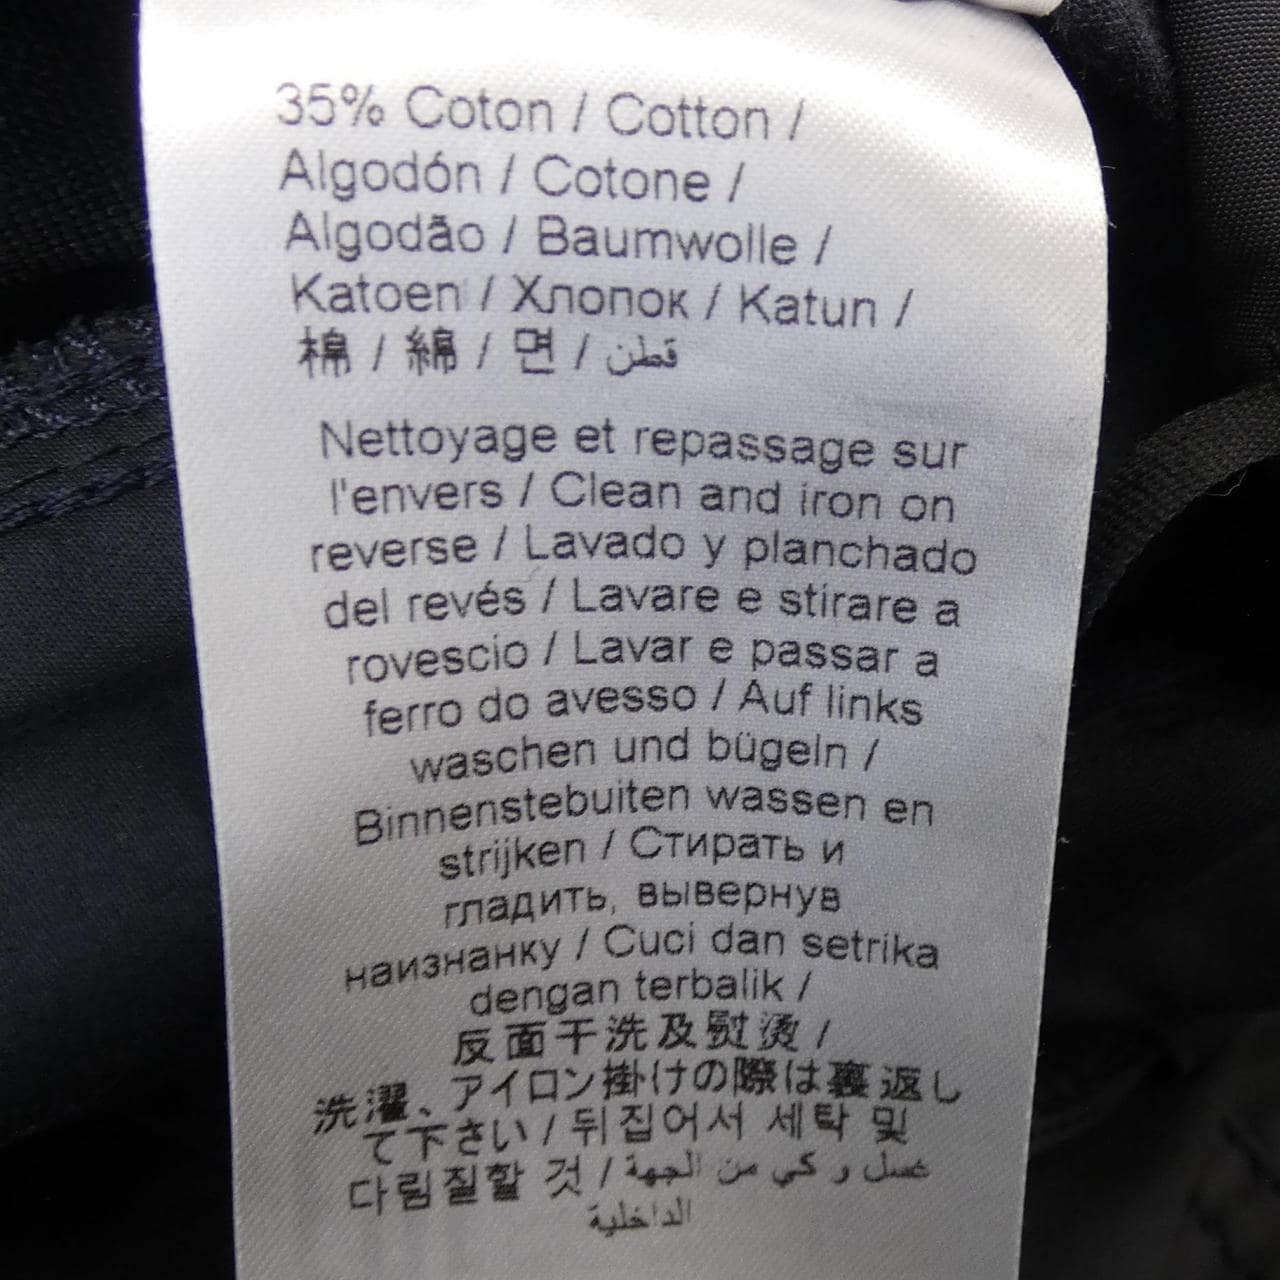 35% Coton / Cotton /
Algodón / Cotone /
Algodão / Baumwolle /
Katoen / Хлопок / Katun /
棉 / 綿 / 면 / قطن
Nettoyage et repassage sur
l'envers / Clean and iron on
reverse / Lavado y planchado
del revés / Lavare e stirare a
rovescio / Lavar e passar a
ferro do avesso / Auf links
waschen und bügeln /
Binnenstebuiten wassen en
strijken / Стирать и
гладить, вывернув
наизнанку / Cuci dan setrika
dengan terbalik /
反面干洗及熨烫 /
洗濯、アイロン掛けの際は裏返し
て下さい / 뒤집어서 세탁 및
다림질할 것 / غسل و كي من الجهة
الداخلية